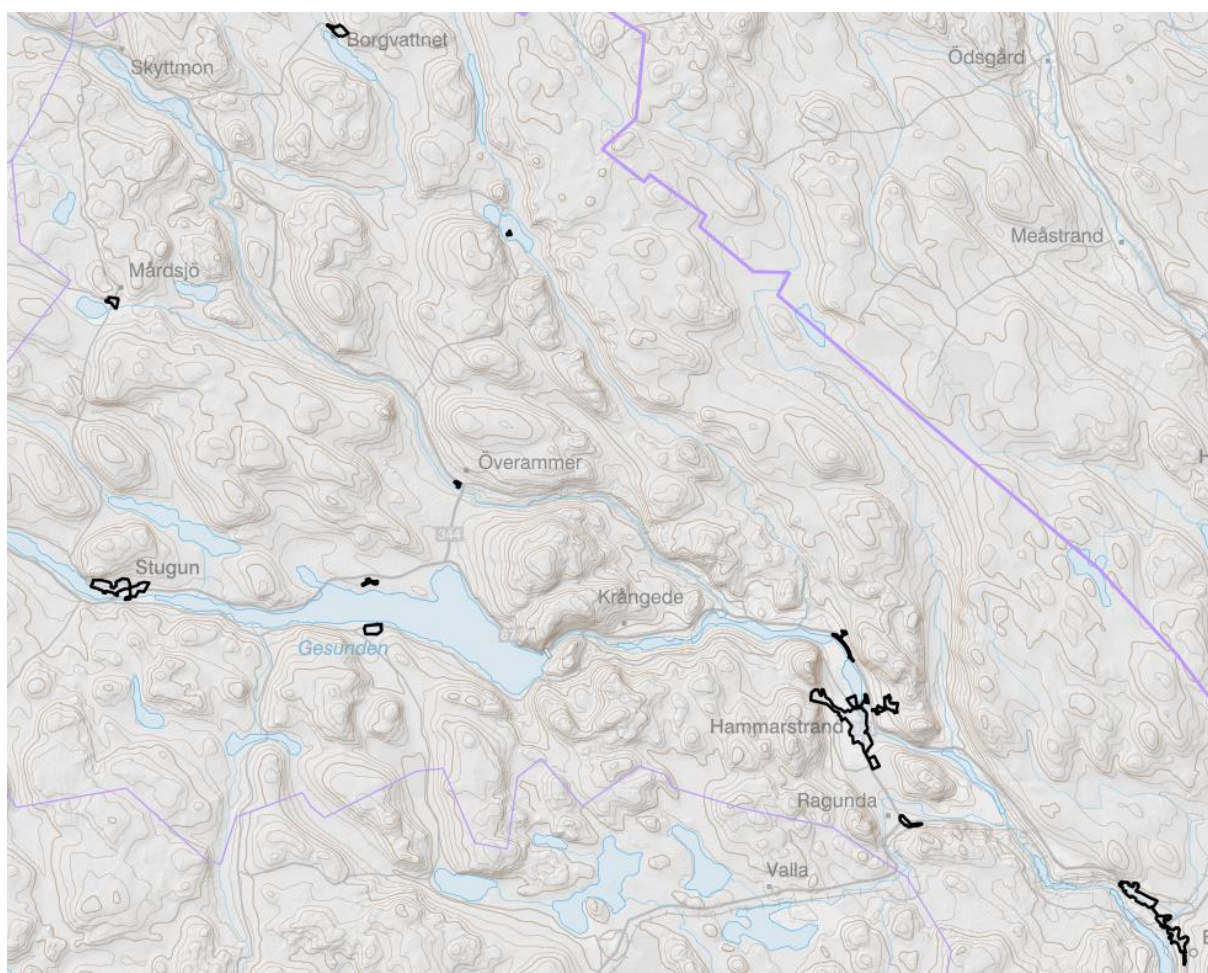 Borgvattnet
Skyttmon
Ödsgård
Meåstrand
Mårdsjö
Överammer
H
344
Stugun
Krångede
87
Gesunden
Hammarstrand
Ragunda
Valla